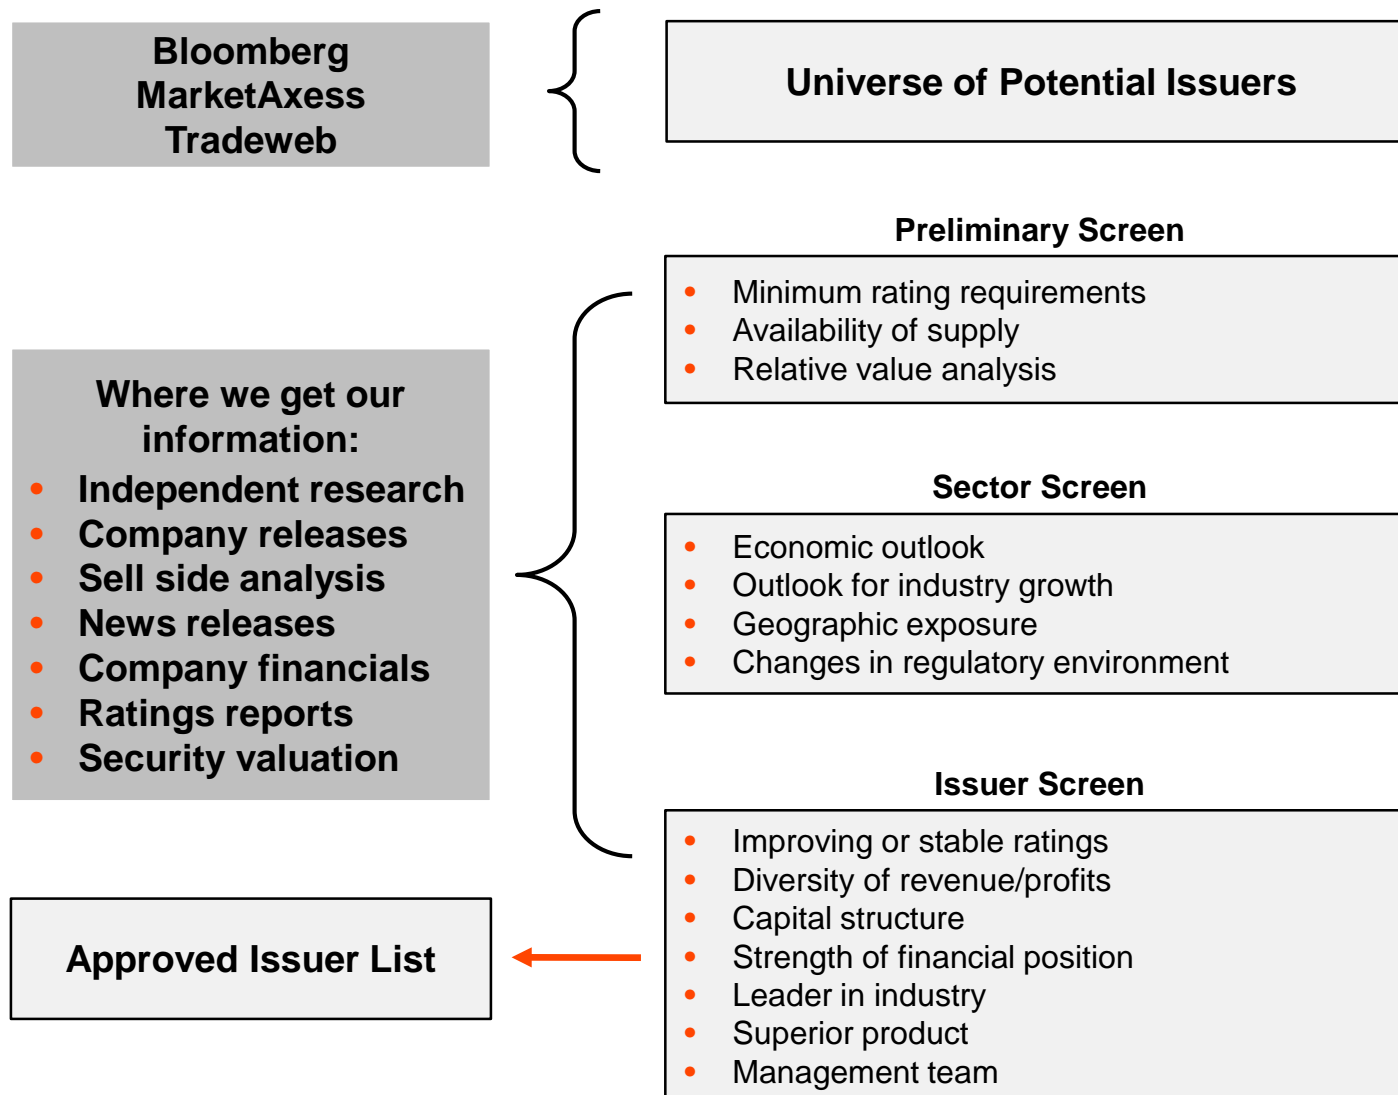 Bloomberg
MarketAxess
Tradeweb
Universe of Potential Issuers
Preliminary Screen
• Minimum rating requirements
• Availability of supply
• Relative value analysis
Where we get our
information:
• Independent research
• Company releases
• Sell side analysis
• News releases
• Company financials
• Ratings reports
• Security valuation
Sector Screen
• Economic outlook
• Outlook for industry growth
• Geographic exposure
• Changes in regulatory environment
Issuer Screen
• Improving or stable ratings
• Diversity of revenue/profits
• Capital structure
• Strength of financial position
• Leader in industry
• Superior product
• Management team
Approved Issuer List